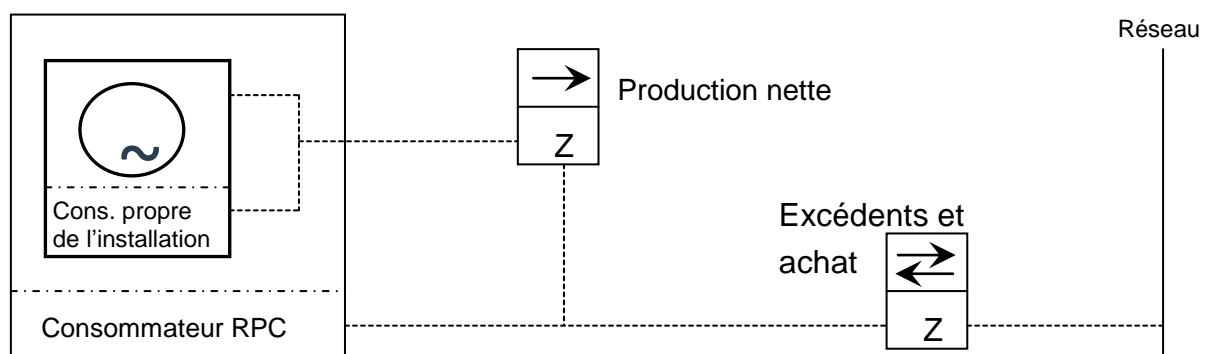 Réseau
Production nette
Z
~
Cons. propre
de l'installation
Excédents et
achat
Consommateur RPC
Z